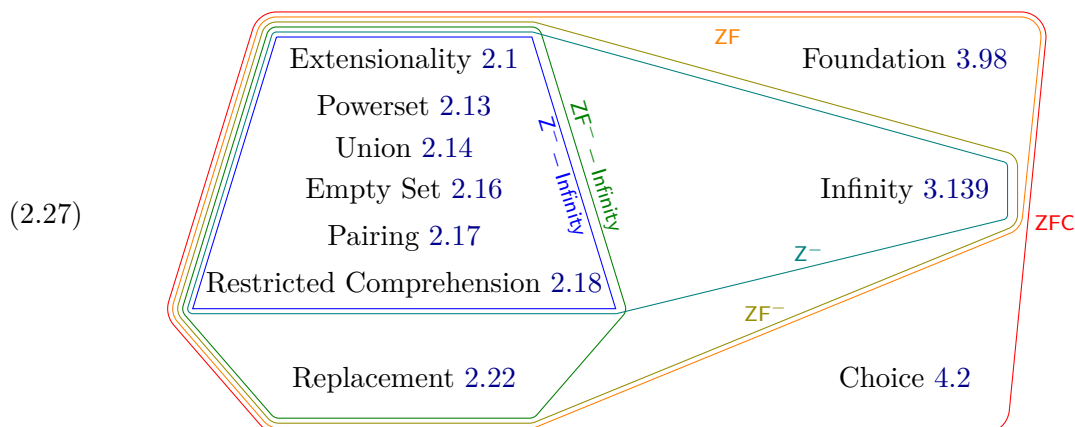 ZF
Extensionality 2.1
Foundation 3.98
Powerset 2.13
Union 2.14
Z⁻ – Infinity
ZF⁻ – Infinity
(2.27)
Empty Set 2.16
Infinity 3.139
ZFC
Pairing 2.17
Z⁻
Restricted Comprehension 2.18
ZF⁻
Replacement 2.22
Choice 4.2